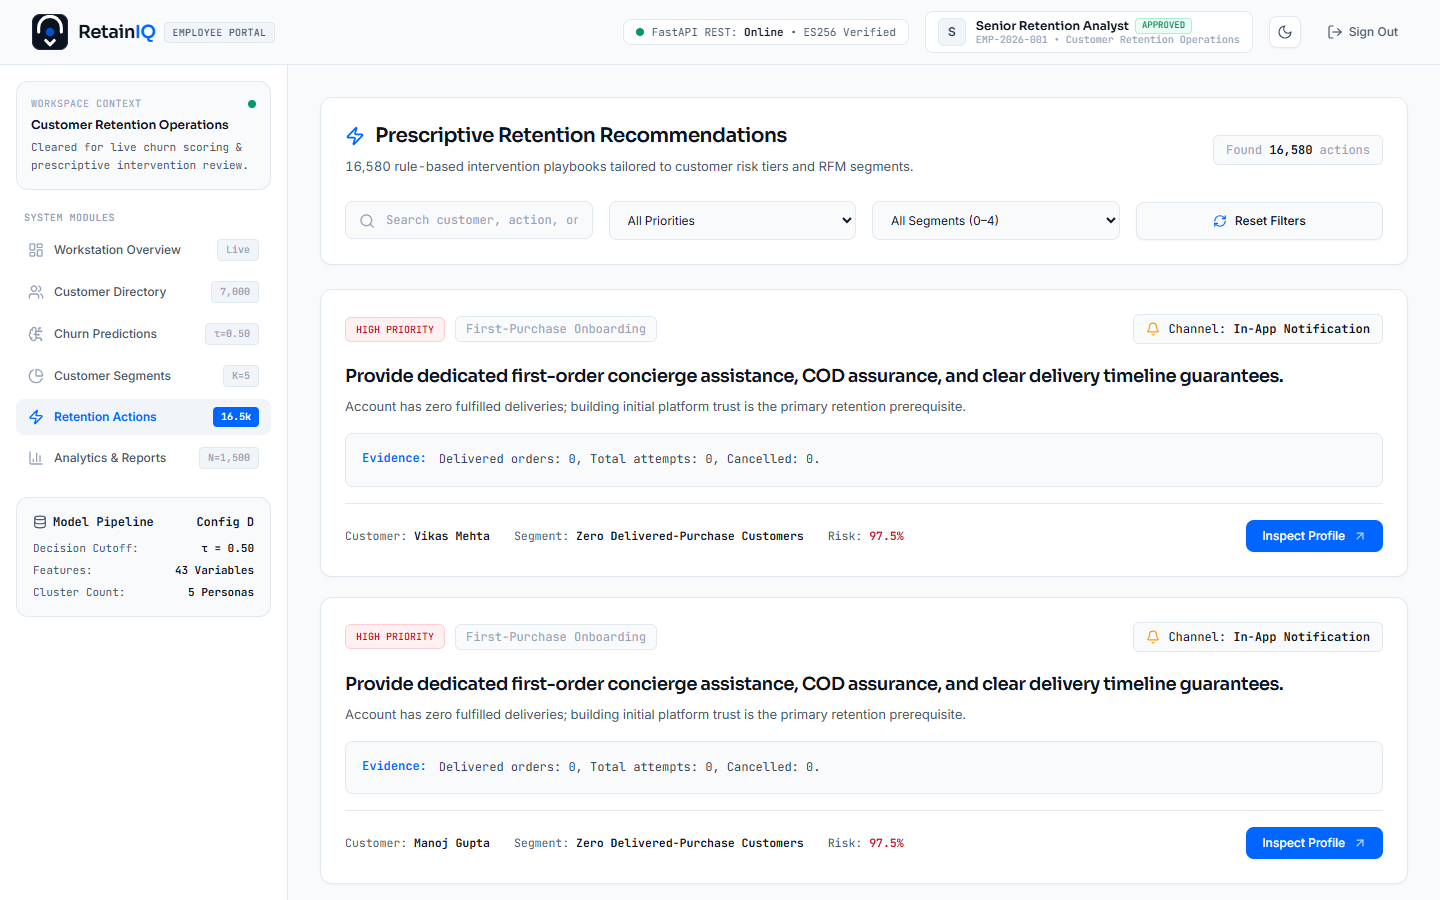 RetainIQ
EMPLOYEE PORTAL
FastAPI REST: Online • ES256 Verified
S
Senior Retention Analyst APPROVED
EMP-2026-001 • Customer Retention Operations
Sign Out
WORKSPACE CONTEXT
Customer Retention Operations
Cleared for live churn scoring &
prescriptive intervention review.
SYSTEM MODULES
Workstation Overview Live
Customer Directory 7,000
Churn Predictions τ=0.50
Customer Segments K=5
Retention Actions 16.5k
Analytics & Reports N=1,500
Model Pipeline Config D
Decision Cutoff: τ = 0.50
Features: 43 Variables
Cluster Count: 5 Personas
Prescriptive Retention Recommendations
16,580 rule-based intervention playbooks tailored to customer risk tiers and RFM segments.
Found 16,580 actions
Search customer, action, or
All Priorities
All Segments (0–4)
Reset Filters
HIGH PRIORITY First-Purchase Onboarding
Channel: In-App Notification
Provide dedicated first-order concierge assistance, COD assurance, and clear delivery timeline guarantees.
Account has zero fulfilled deliveries; building initial platform trust is the primary retention prerequisite.
Evidence: Delivered orders: 0, Total attempts: 0, Cancelled: 0.
Customer: Vikas Mehta Segment: Zero Delivered-Purchase Customers Risk: 97.5%
Inspect Profile
HIGH PRIORITY First-Purchase Onboarding
Channel: In-App Notification
Provide dedicated first-order concierge assistance, COD assurance, and clear delivery timeline guarantees.
Account has zero fulfilled deliveries; building initial platform trust is the primary retention prerequisite.
Evidence: Delivered orders: 0, Total attempts: 0, Cancelled: 0.
Customer: Manoj Gupta Segment: Zero Delivered-Purchase Customers Risk: 97.5%
Inspect Profile